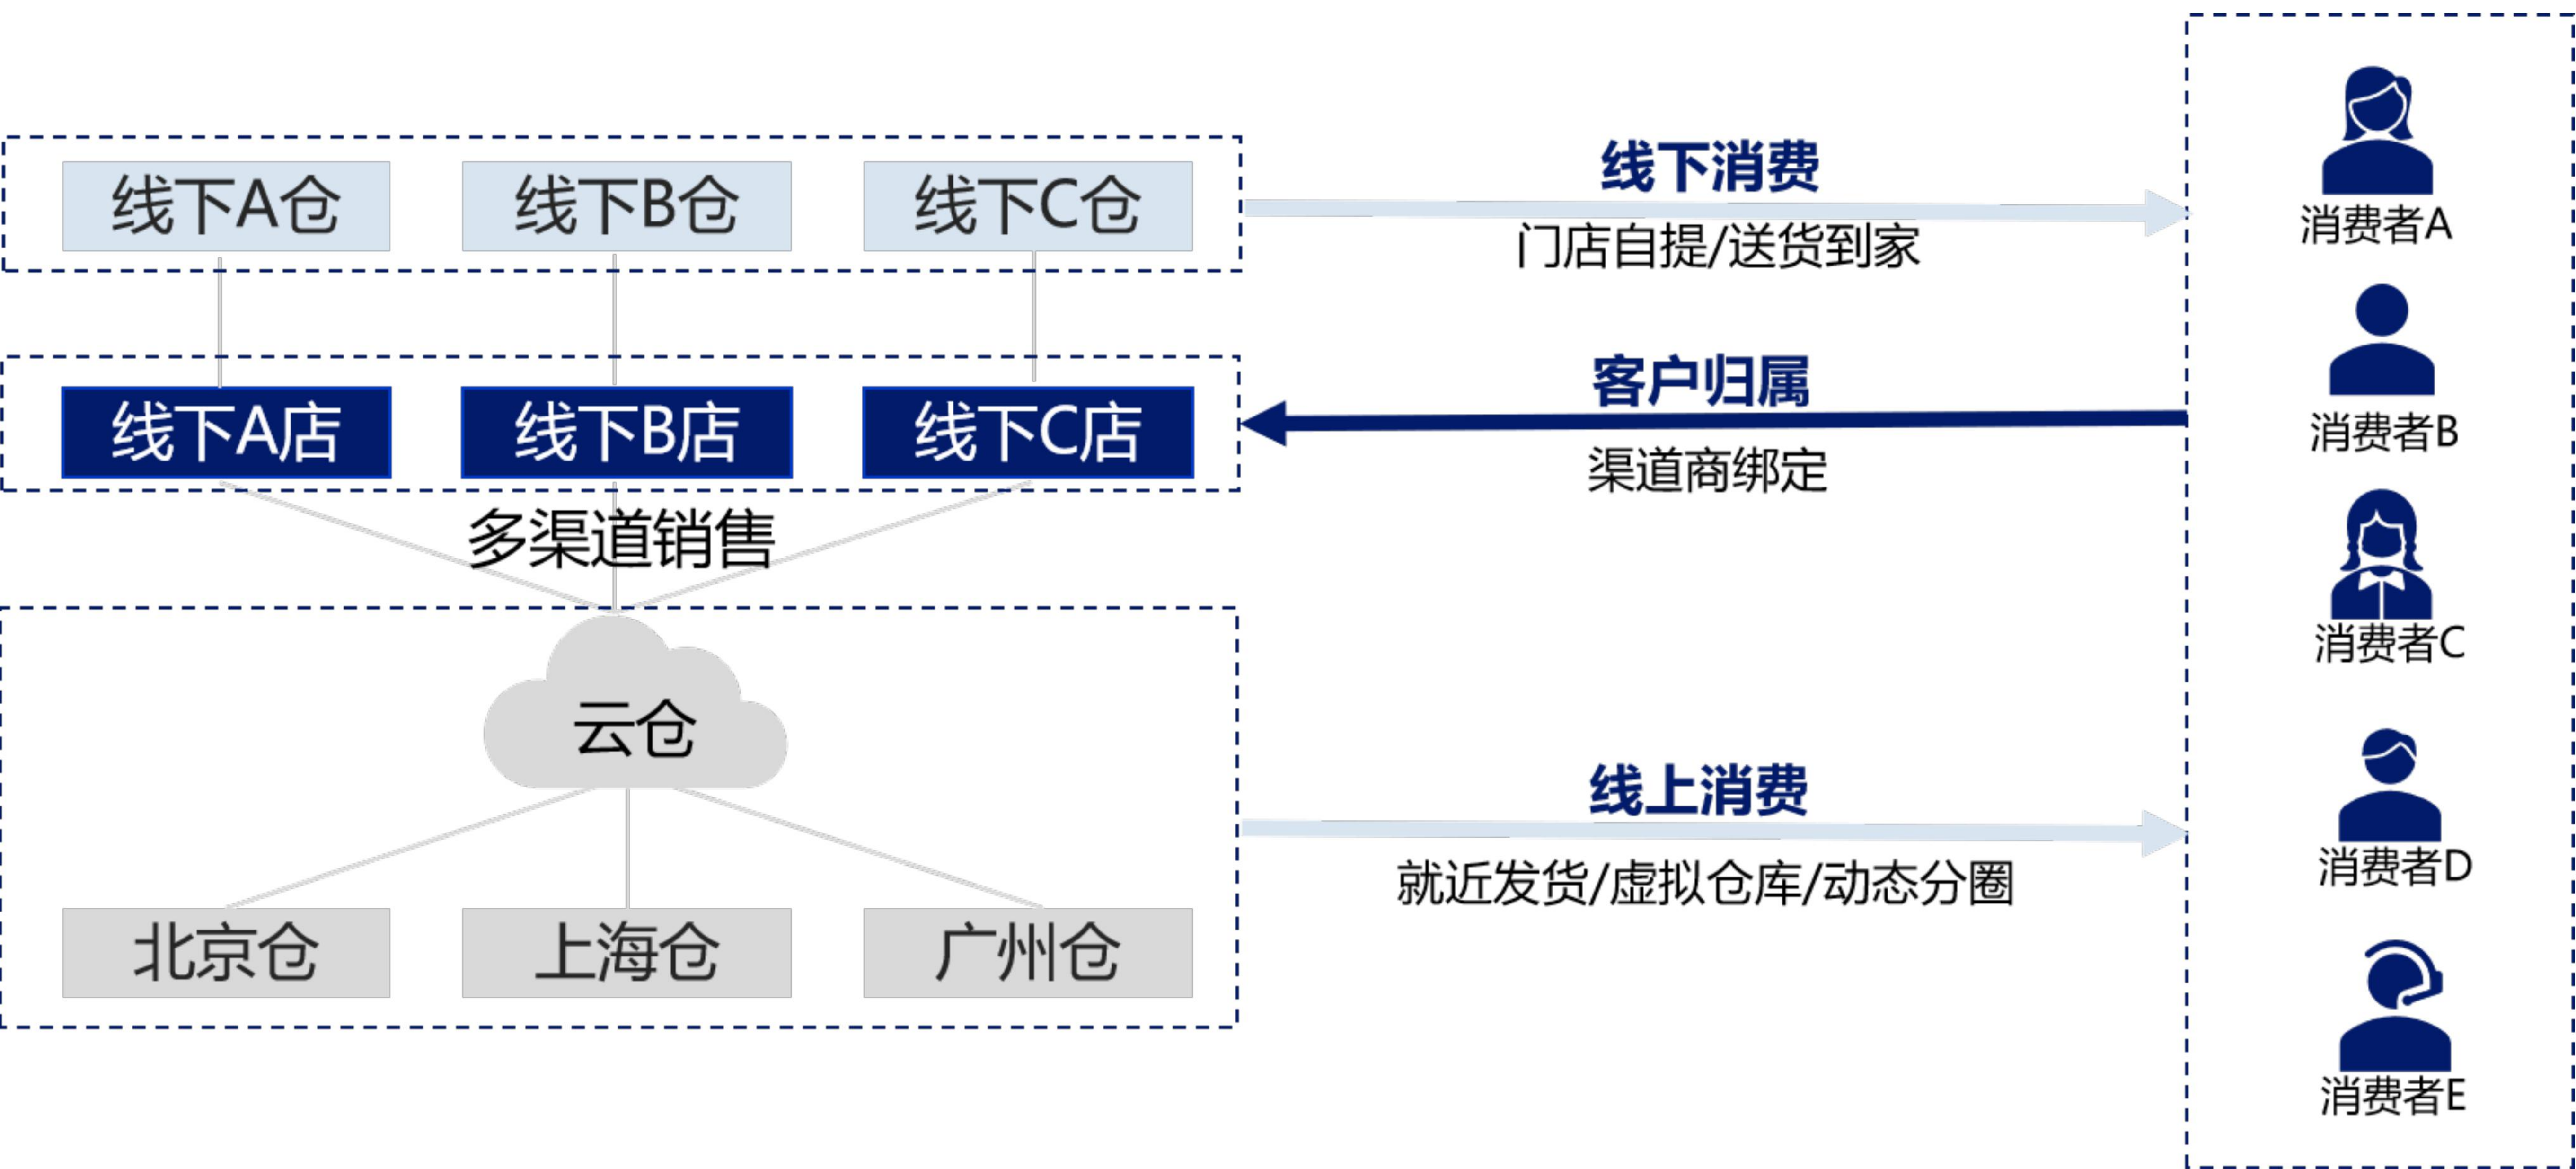 线下A仓
线下B仓
线下C仓
线下消费
门店自提/送货到家
线下A店
线下B店
线下C店
客户归属
渠道商绑定
多渠道销售
云仓
线上消费
就近发货/虚拟仓库/动态分圈
北京仓
上海仓
广州仓
消费者A
消费者B
消费者C
消费者D
消费者E